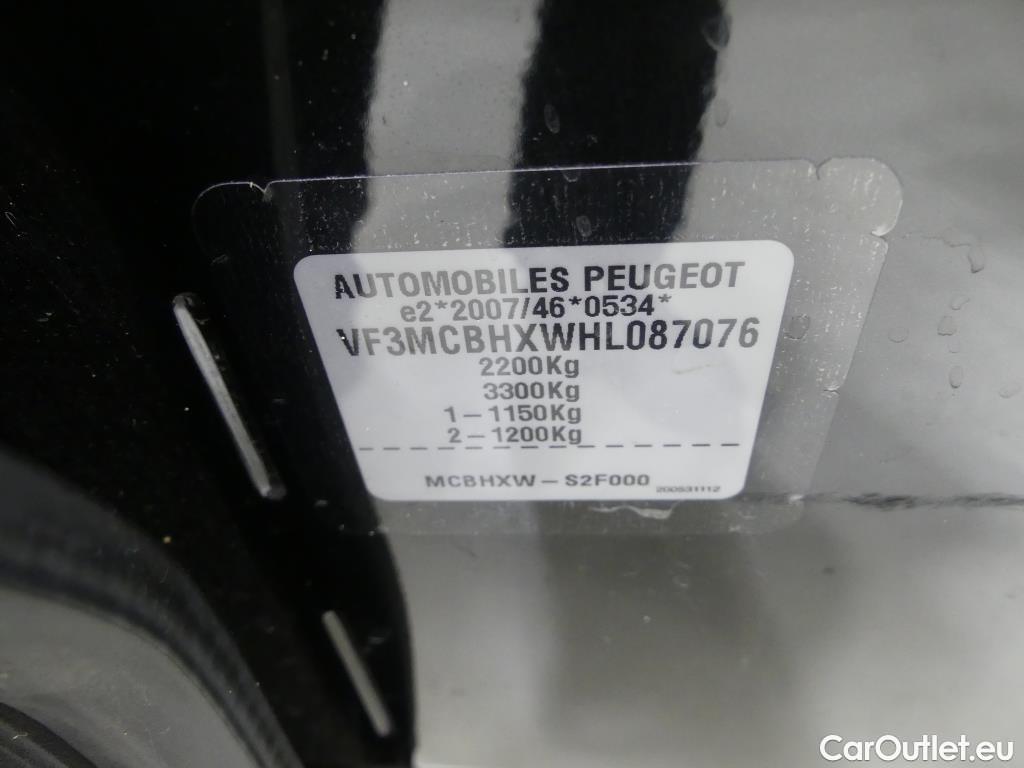 AUTOMOBILES PEUGEOT
e2*2007/46*0534*
VF3MCBHXWHL087076
2200Kg
3300Kg
1-1150Kg
2-1200Kg
MCBHXW-S2F000 200531112
CarOutlet.eu